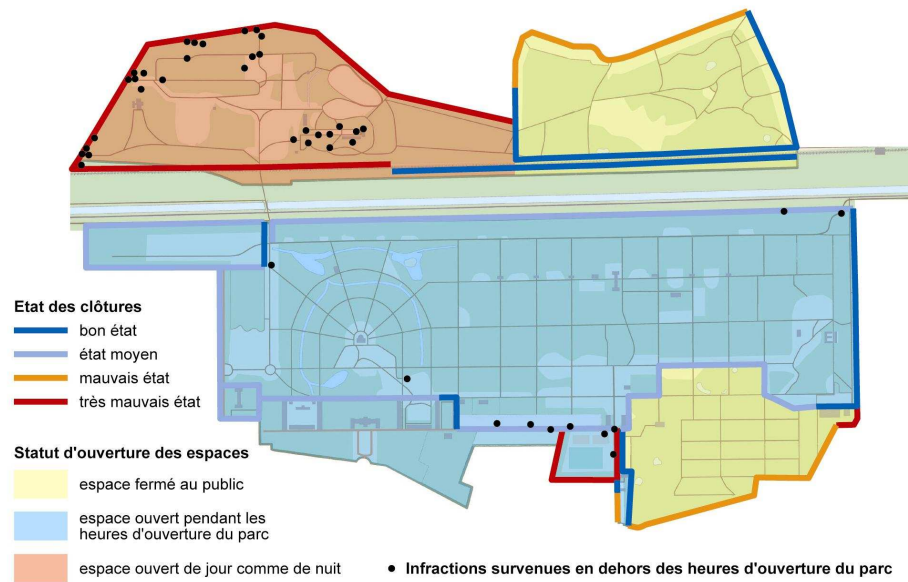 Etat des clôtures
bon état
état moyen
mauvais état
très mauvais état
Statut d'ouverture des espaces
espace fermé au public
espace ouvert pendant les
heures d'ouverture du parc
espace ouvert de jour comme de nuit
Infractions survenues en dehors des heures d'ouverture du parc